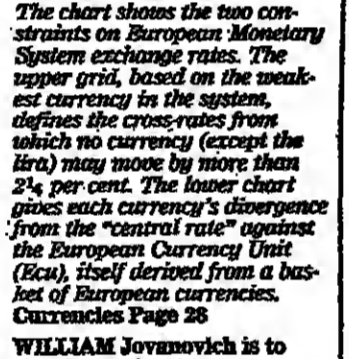 The chart shows the two con-
straints on European Monetary
System exchange rates. The
upper grid, based on the weak-
est currency in the system,
defines the cross-rates from
which no currency (except the
lira) may move by more than
2¼ per cent. The lower chart
gives each currency's divergence
from the "central rate" against
the European Currency Unit
(Ecu), itself derived from a bas-
ket of European currencies.
Currencies Page 28
WILLIAM Jovanovich is to